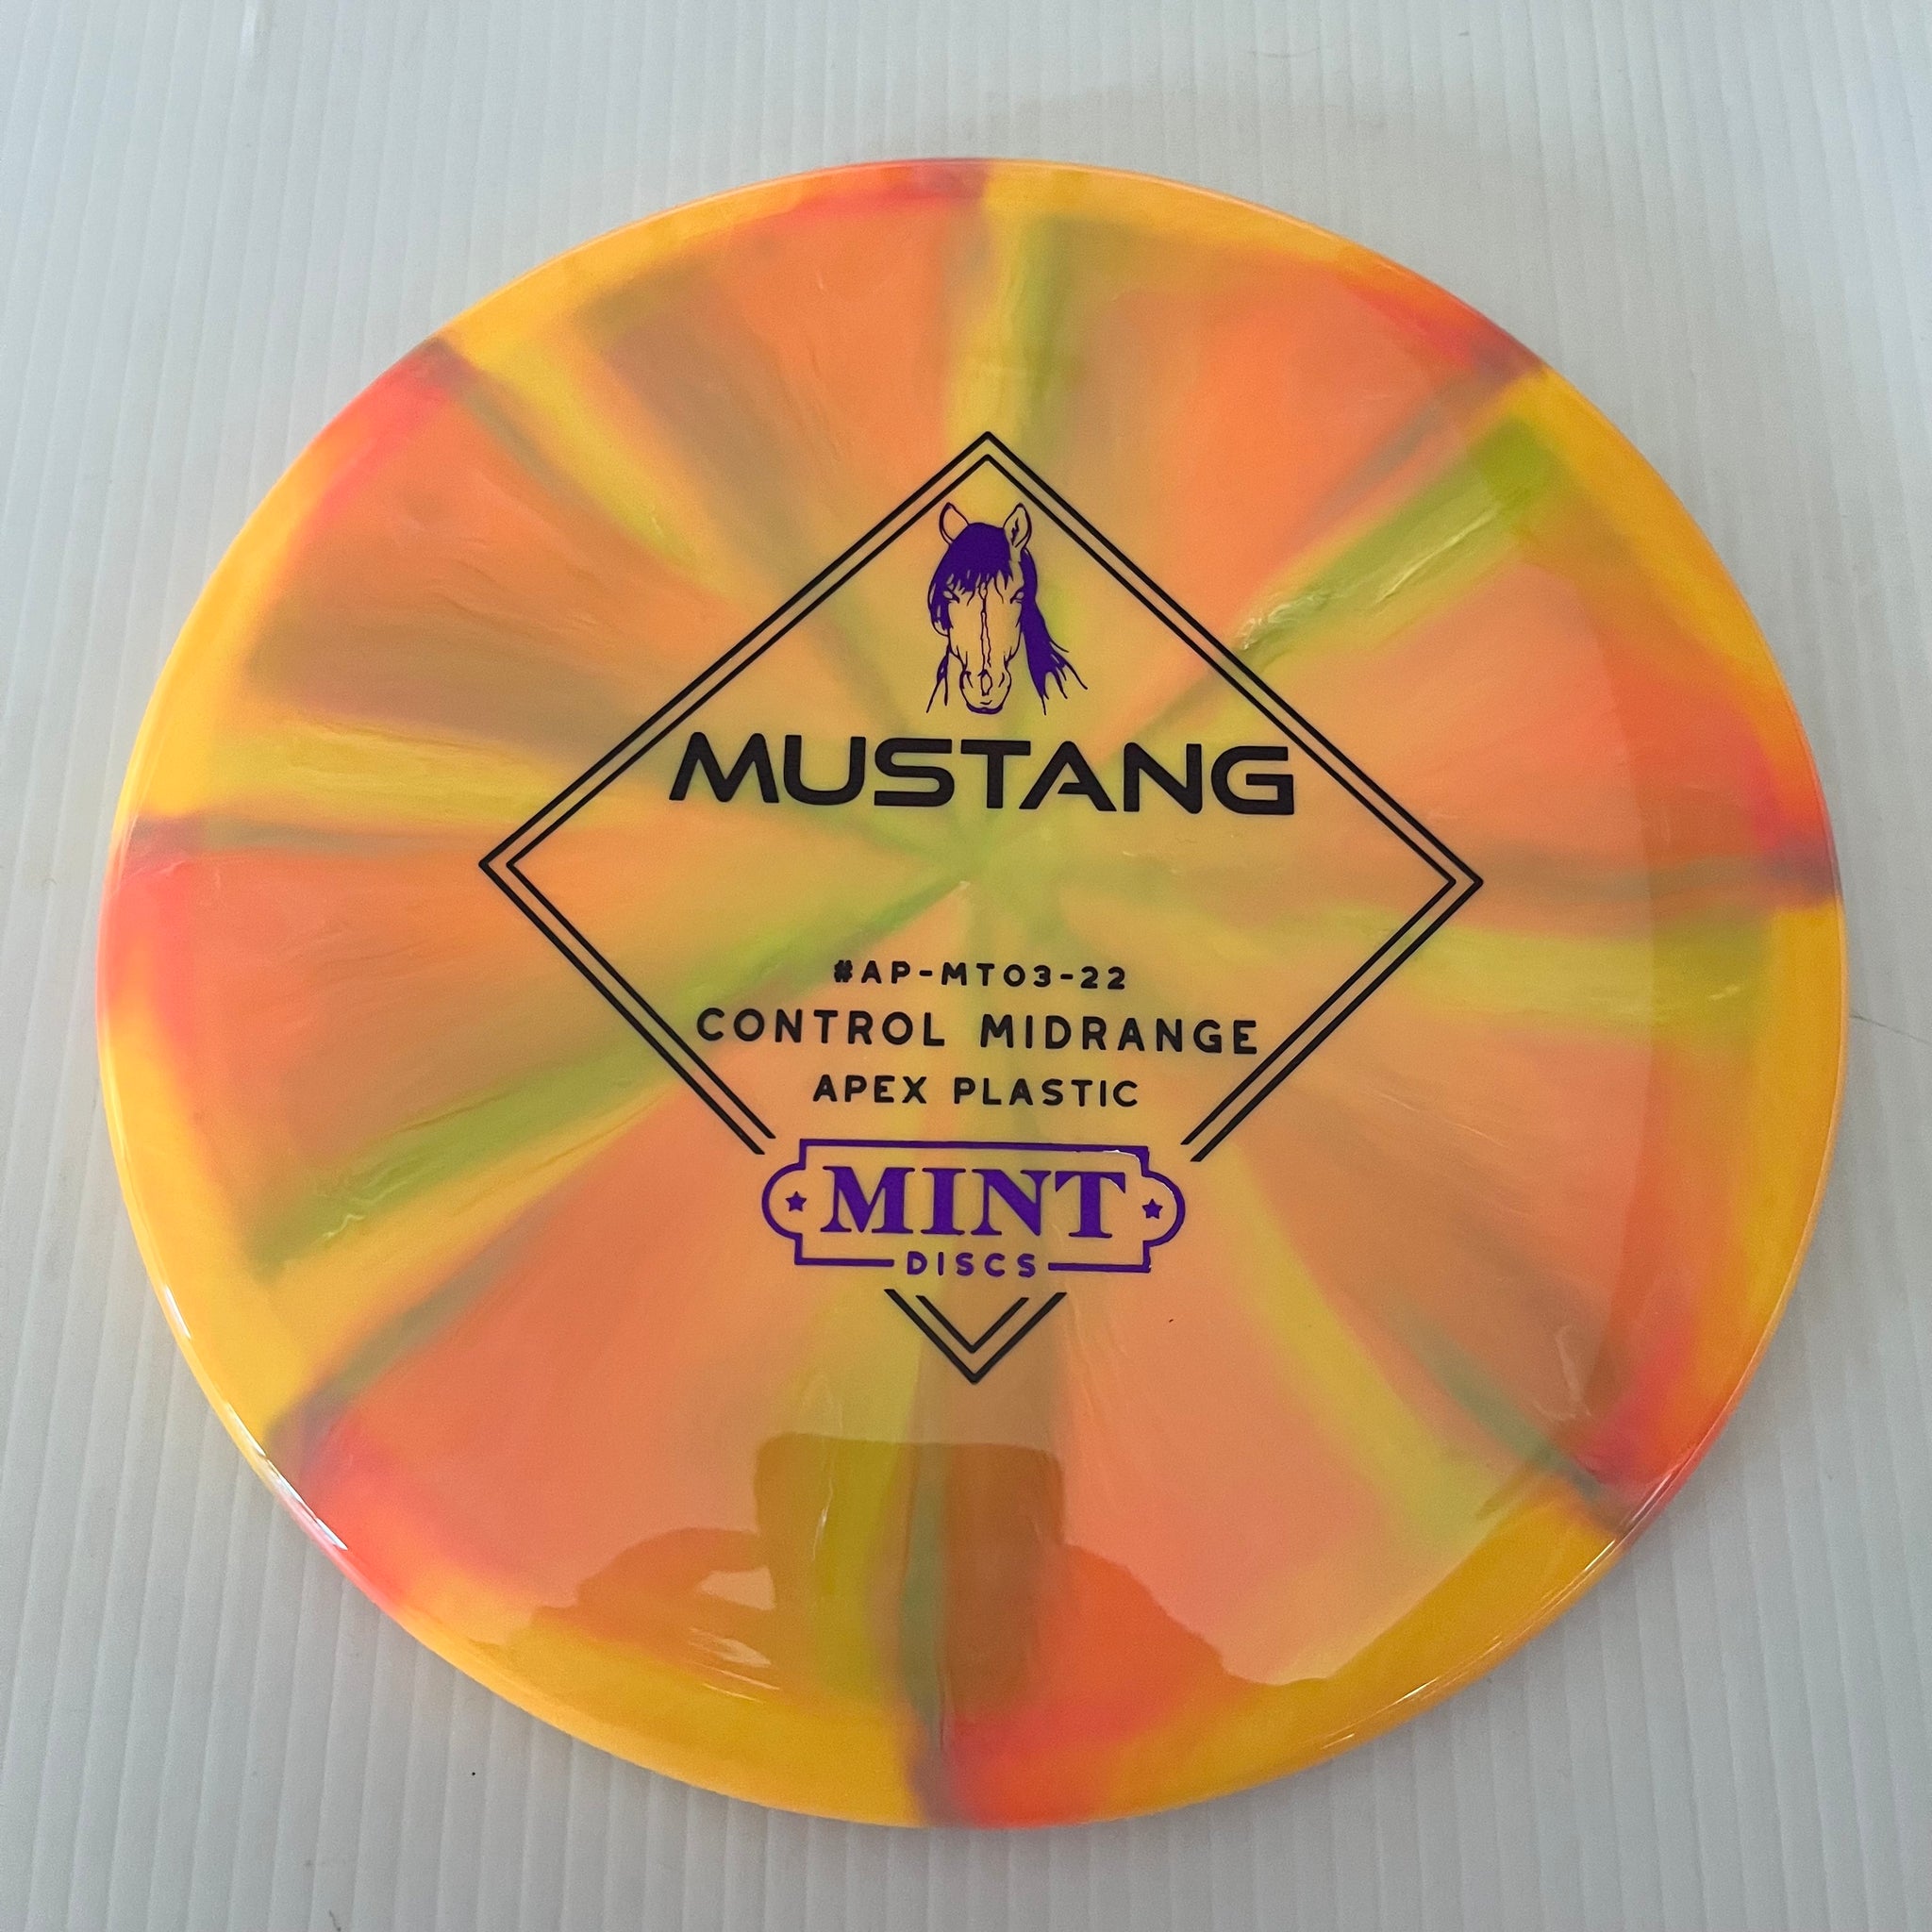 MUSTANG
#AP-MT03-22
CONTROL MIDRANGE
APEX PLASTIC
MINT
DISCS